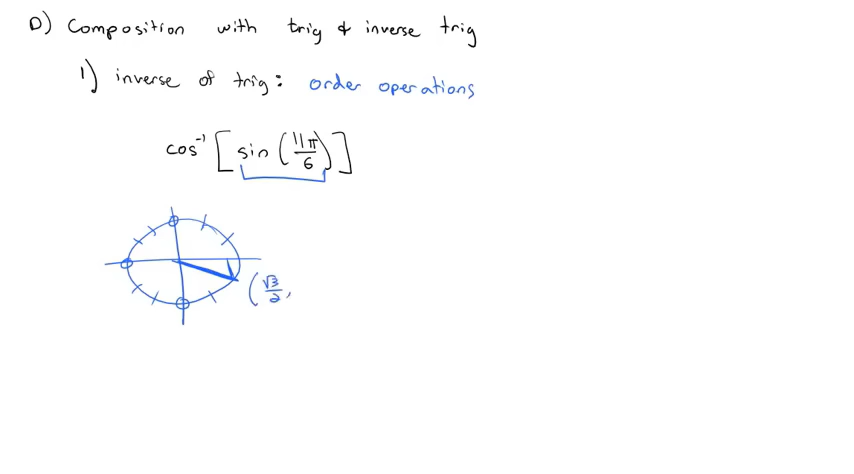 D) Composition with trig & inverse trig
1) inverse of trig: order operations
cos⁻¹ [ sin ( 11π/6 ) ]
( √3/2 ,